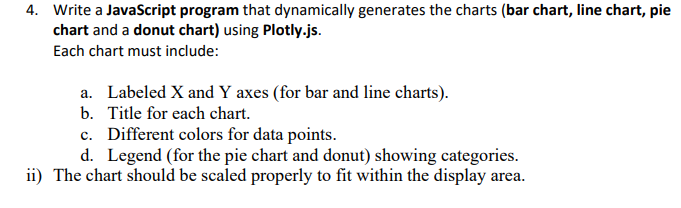 4. Write a JavaScript program that dynamically generates the charts (bar chart, line chart, pie
chart and a donut chart) using Plotly.js.
Each chart must include:
a. Labeled X and Y axes (for bar and line charts).
b. Title for each chart.
c. Different colors for data points.
d. Legend (for the pie chart and donut) showing categories.
ii) The chart should be scaled properly to fit within the display area.